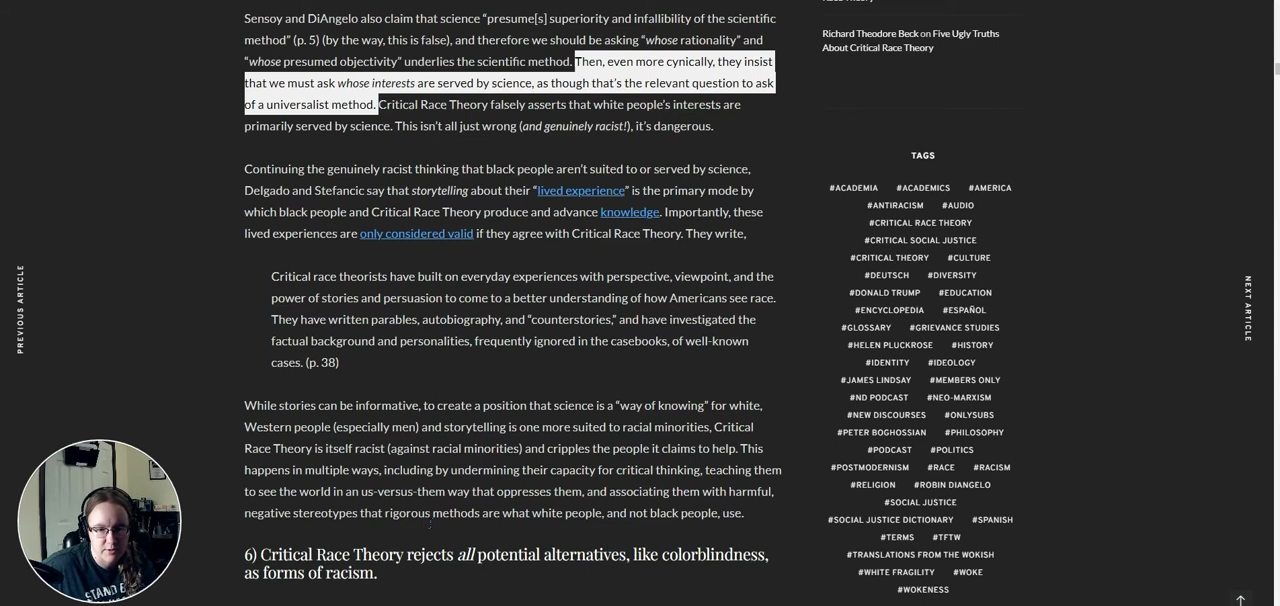 Sensoy and DiAngelo also claim that science “presume[s] superiority and infallibility of the scientific
method” (p. 5) (by the way, this is false), and therefore we should be asking “whose rationality” and
“whose presumed objectivity” underlies the scientific method. Then, even more cynically, they insist
that we must ask whose interests are served by science, as though that’s the relevant question to ask
of a universalist method. Critical Race Theory falsely asserts that white people’s interests are
primarily served by science. This isn’t all just wrong (and genuinely racist!), it’s dangerous.
Continuing the genuinely racist thinking that black people aren’t suited to or served by science,
Delgado and Stefancic say that storytelling about their “lived experience” is the primary mode by
which black people and Critical Race Theory produce and advance knowledge. Importantly, these
lived experiences are only considered valid if they agree with Critical Race Theory. They write,
Critical race theorists have built on everyday experiences with perspective, viewpoint, and the
power of stories and persuasion to come to a better understanding of how Americans see race.
They have written parables, autobiography, and “counterstories,” and have investigated the
factual background and personalities, frequently ignored in the casebooks, of well-known
cases. (p. 38)
While stories can be informative, to create a position that science is a “way of knowing” for white,
Western people (especially men) and storytelling is one more suited to racial minorities, Critical
Race Theory is itself racist (against racial minorities) and cripples the people it claims to help. This
happens in multiple ways, including by undermining their capacity for critical thinking, teaching them
to see the world in an us-versus-them way that oppresses them, and associating them with harmful,
negative stereotypes that rigorous methods are what white people, and not black people, use.
6) Critical Race Theory rejects all potential alternatives, like colorblindness,
as forms of racism.
Richard Theodore Beck on Five Ugly Truths
About Critical Race Theory
TAGS
#ACADEMIA #ACADEMICS #AMERICA
#ANTIRACISM #AUDIO
#CRITICAL RACE THEORY
#CRITICAL SOCIAL JUSTICE
#CRITICAL THEORY #CULTURE
#DEUTSCH #DIVERSITY
#DONALD TRUMP #EDUCATION
#ENCYCLOPEDIA #ESPAÑOL
#GLOSSARY #GRIEVANCE STUDIES
#HELEN PLUCKROSE #HISTORY
#IDENTITY #IDEOLOGY
#JAMES LINDSAY #MEMBERS ONLY
#ND PODCAST #NEO-MARXISM
#NEW DISCOURSES #ONLYSUBS
#PETER BOGHOSSIAN #PHILOSOPHY
#PODCAST #POLITICS
#POSTMODERNISM #RACE #RACISM
#RELIGION #ROBIN DIANGELO
#SOCIAL JUSTICE
#SOCIAL JUSTICE DICTIONARY #SPANISH
#TERMS #TFTW
#TRANSLATIONS FROM THE WOKISH
#WHITE FRAGILITY #WOKE
#WOKENESS
PREVIOUS ARTICLE
NEXT ARTICLE
STAND